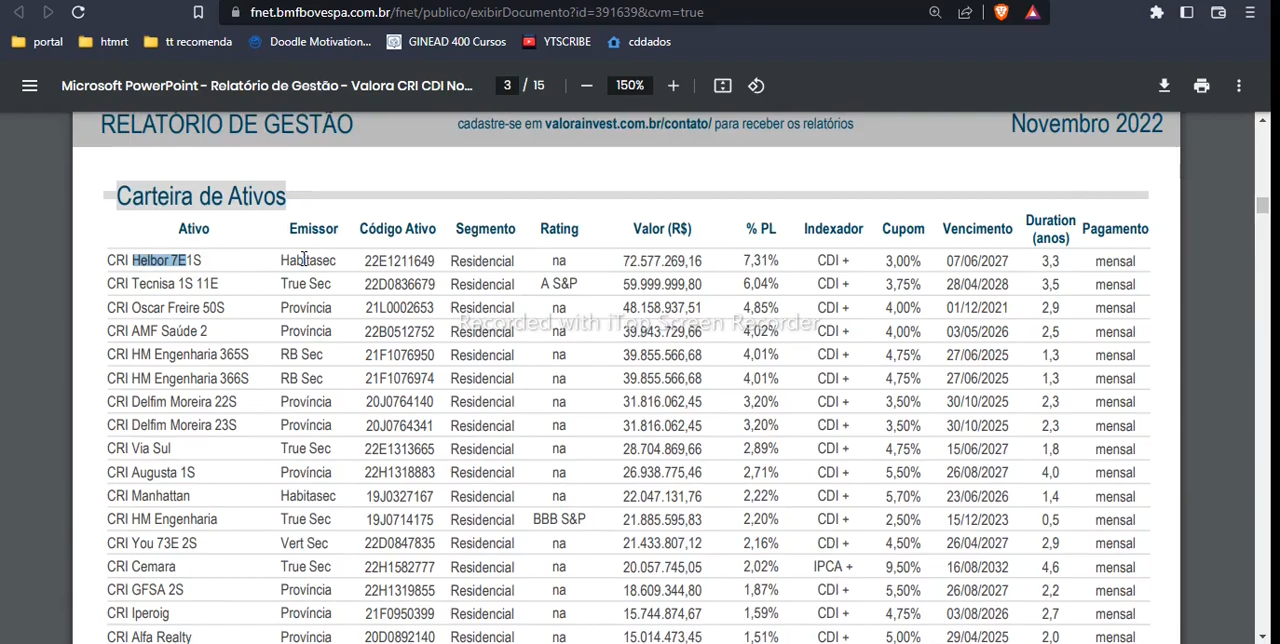 fnet.bmfbovespa.com.br/fnet/publico/exibirDocumento?id=391639&cvm=true
portal htmrt tt recomenda Doodle Motivation... GINEAD 400 Cursos YTSCRIBE cddados
Microsoft PowerPoint - Relatório de Gestão - Valora CRI CDI No... 3 / 15 150%
RELATÓRIO DE GESTÃO cadastre-se em valorainvest.com.br/contato/ para receber os relatórios Novembro 2022
Carteira de Ativos
Ativo Emissor Código Ativo Segmento Rating Valor (R$) % PL Indexador Cupom Vencimento Duration (anos) Pagamento
CRI Helbor 7E1S Habitasec 22E1211649 Residencial na 72.577.269,16 7,31% CDI + 3,00% 07/06/2027 3,3 mensal
CRI Tecnisa 1S 11E True Sec 22D0836679 Residencial A S&P 59.999.999,80 6,04% CDI + 3,75% 28/04/2028 3,5 mensal
CRI Oscar Freire 50S Província 21L0002653 Residencial na 48.158.937,51 4,85% CDI + 4,00% 01/12/2021 2,9 mensal
Recorded with iTop Screen Recorder
CRI AMF Saúde 2 Província 22B0512752 Residencial na 39.943.729,66 4,02% CDI + 4,00% 03/05/2026 2,5 mensal
CRI HM Engenharia 365S RB Sec 21F1076950 Residencial na 39.855.566,68 4,01% CDI + 4,75% 27/06/2025 1,3 mensal
CRI HM Engenharia 366S RB Sec 21F1076974 Residencial na 39.855.566,68 4,01% CDI + 4,75% 27/06/2025 1,3 mensal
CRI Delfim Moreira 22S Província 20J0764140 Residencial na 31.816.062,45 3,20% CDI + 3,50% 30/10/2025 2,3 mensal
CRI Delfim Moreira 23S Província 20J0764341 Residencial na 31.816.062,45 3,20% CDI + 3,50% 30/10/2025 2,3 mensal
CRI Via Sul True Sec 22E1313665 Residencial na 28.704.869,66 2,89% CDI + 4,75% 15/06/2027 1,8 mensal
CRI Augusta 1S Província 22H1318883 Residencial na 26.938.775,46 2,71% CDI + 5,50% 26/08/2027 4,0 mensal
CRI Manhattan Habitasec 19J0327167 Residencial na 22.047.131,76 2,22% CDI + 5,70% 23/06/2026 1,4 mensal
CRI HM Engenharia True Sec 19J0714175 Residencial BBB S&P 21.885.595,83 2,20% CDI + 2,50% 15/12/2023 0,5 mensal
CRI You 73E 2S Vert Sec 22D0847835 Residencial na 21.433.807,12 2,16% CDI + 4,50% 26/04/2027 2,9 mensal
CRI Cemara True Sec 22H1582777 Residencial na 20.057.745,05 2,02% IPCA + 9,50% 16/08/2032 4,6 mensal
CRI GFSA 2S Província 22H1319855 Residencial na 18.609.344,80 1,87% CDI + 5,50% 26/08/2027 2,2 mensal
CRI Iperoig Província 21F0950399 Residencial na 15.744.874,67 1,59% CDI + 4,75% 03/08/2026 2,7 mensal
CRI Alfa Realty Província 20D0892140 Residencial na 15.014.473,45 1,51% CDI + 5,00% 29/04/2025 2,0 mensal